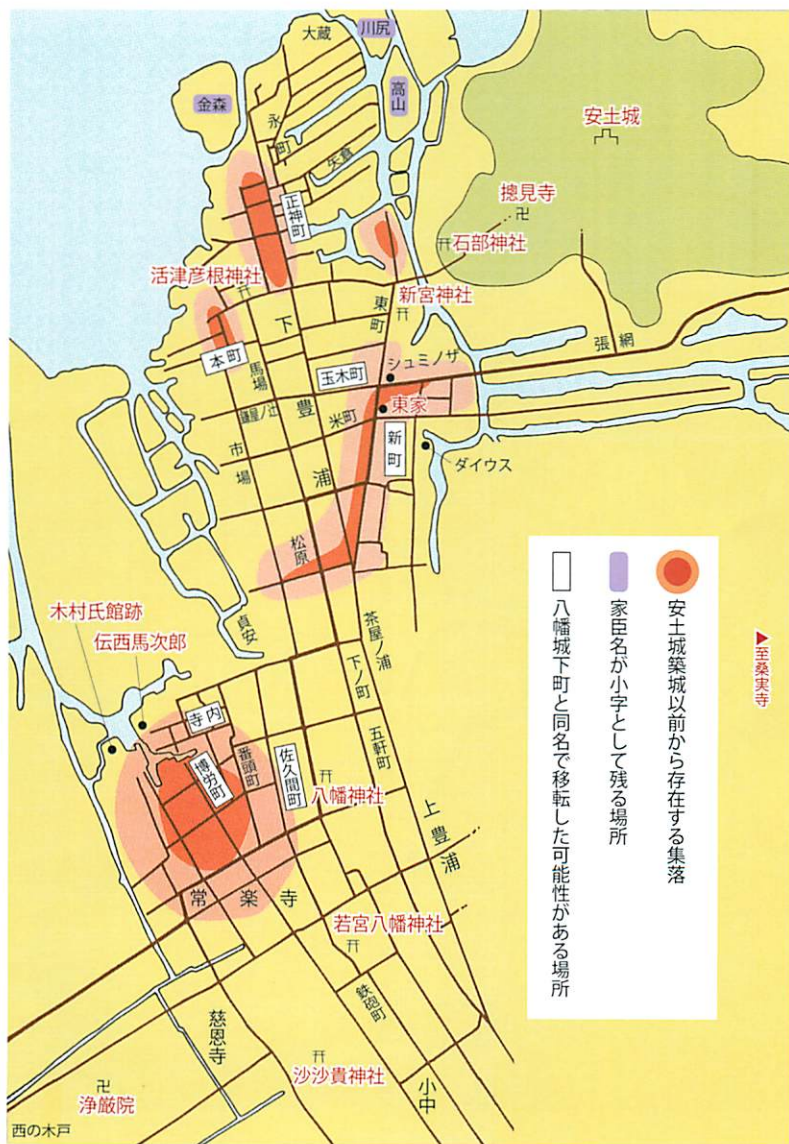 大蔵
川尻
金森
高山
永町
矢倉
安土城
摠見寺
正神町
石部神社
活津彦根神社
新宮神社
東町
下豊浦
本町
馬場
玉木町
シュミノザ
張網
鎌屋ノ辻
米町
東家
市場
新町
ダイウス
松原
貞安
木村氏館跡
伝西馬次郎
茶屋ノ浦
下ノ町
寺内
博労町
番頭町
佐久間町
五軒町
八幡神社
上豊浦
常楽寺
若宮八幡神社
鉄砲町
慈恩寺
沙沙貴神社
小中
浄厳院
西の木戸
▶至桑実寺
安土城築城以前から存在する集落
家臣名が小字として残る場所
八幡城下町と同名で移転した可能性がある場所